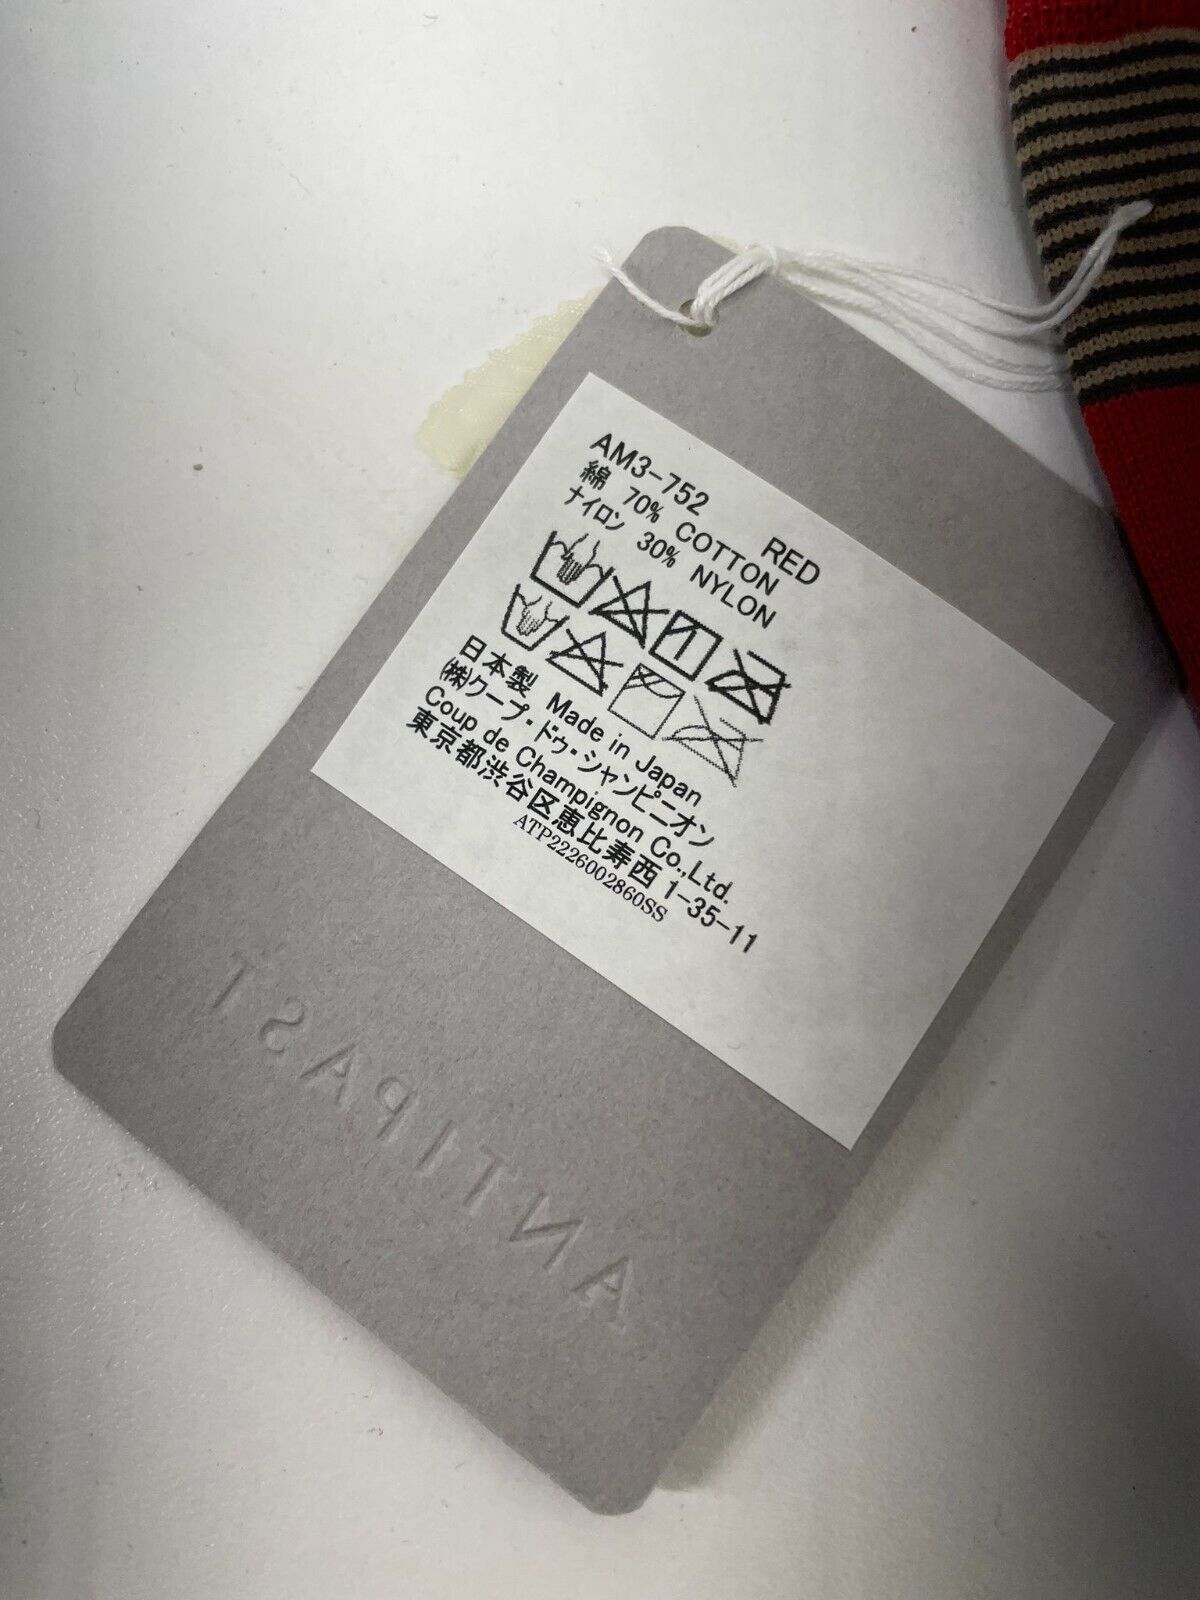 AM3-752 RED
綿 70% COTTON
ナイロン 30% NYLON
日本製 Made in Japan
(株)クープ・ドゥ・シャンピニオン
Coup de Champignon Co.,Ltd.
東京都渋谷区恵比寿西 1-35-11
ATP2226002860SS
ANTIPAST